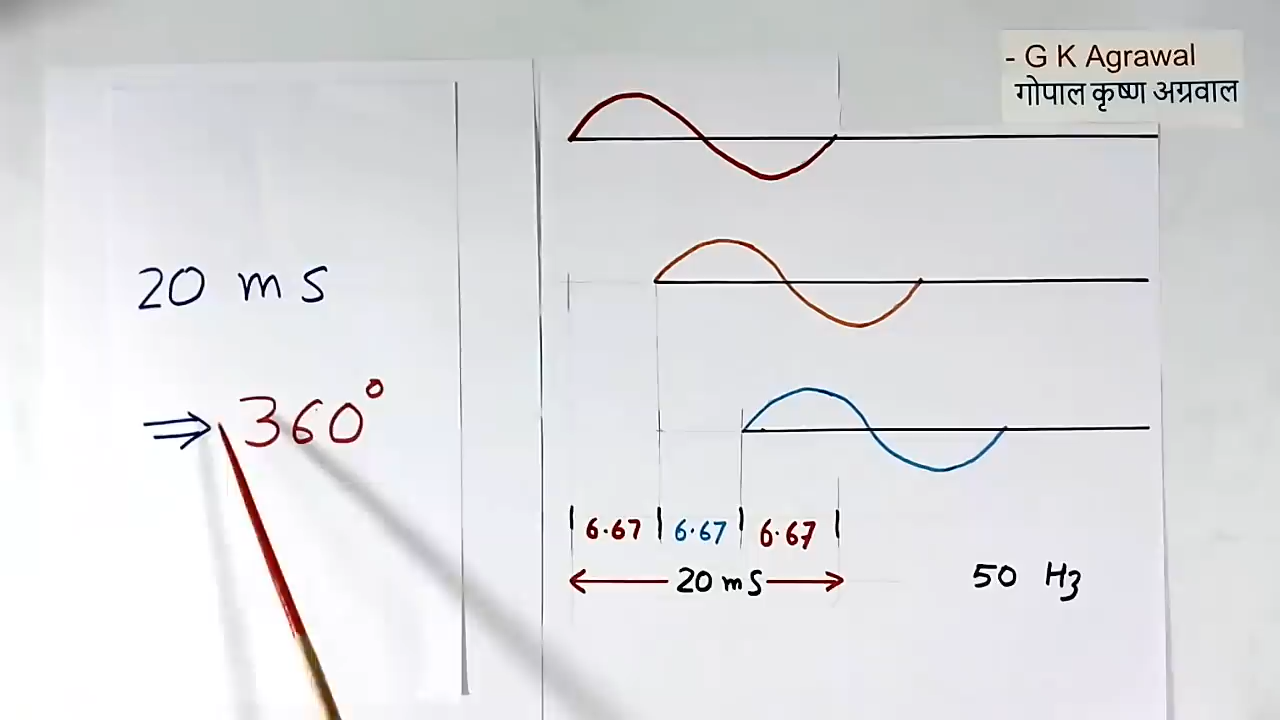 - G K Agrawal
गोपाल कृष्ण अग्रवाल
20 ms
⇒ 360°
6.67 6.67 6.67
20 mS
50 Hz